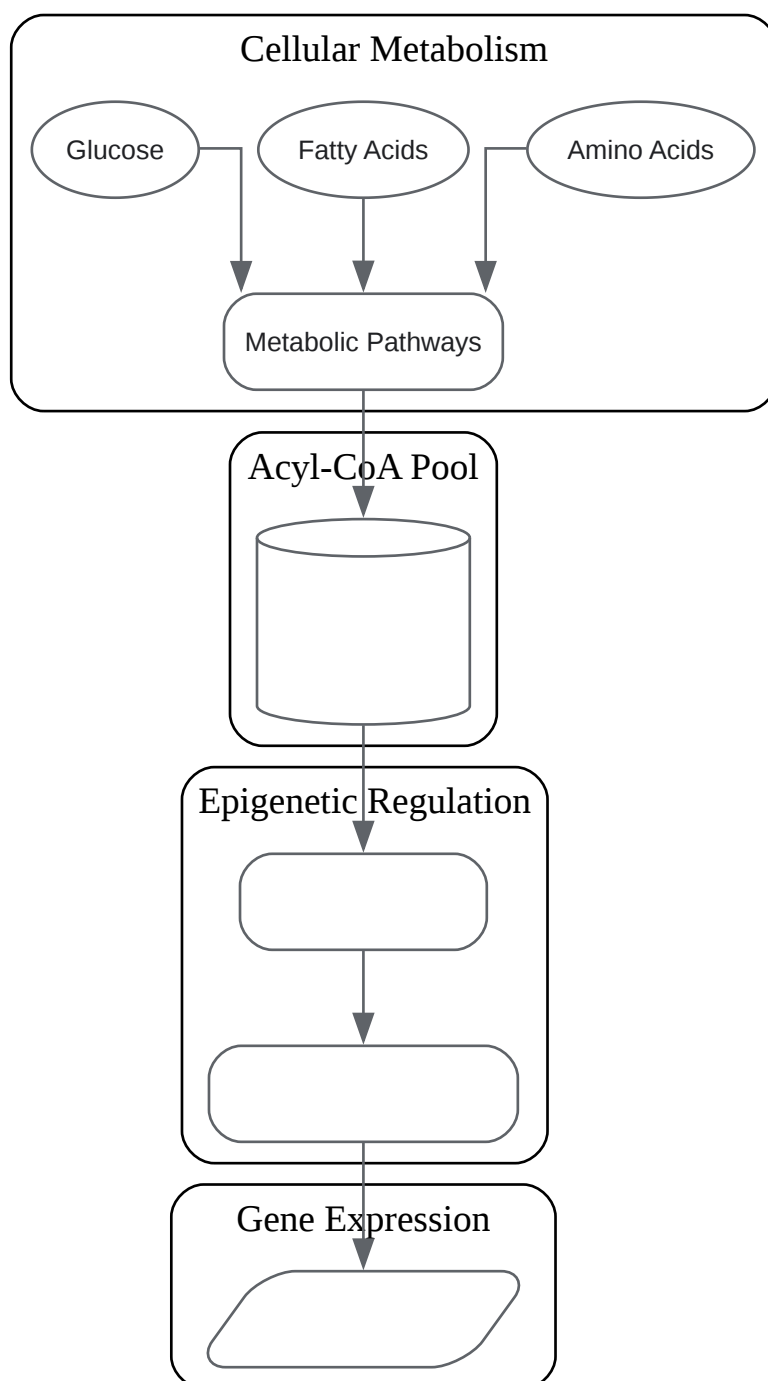 Cellular Metabolism
Glucose
Fatty Acids
Amino Acids
Metabolic Pathways
Acyl-CoA Pool
Epigenetic Regulation
Gene Expression